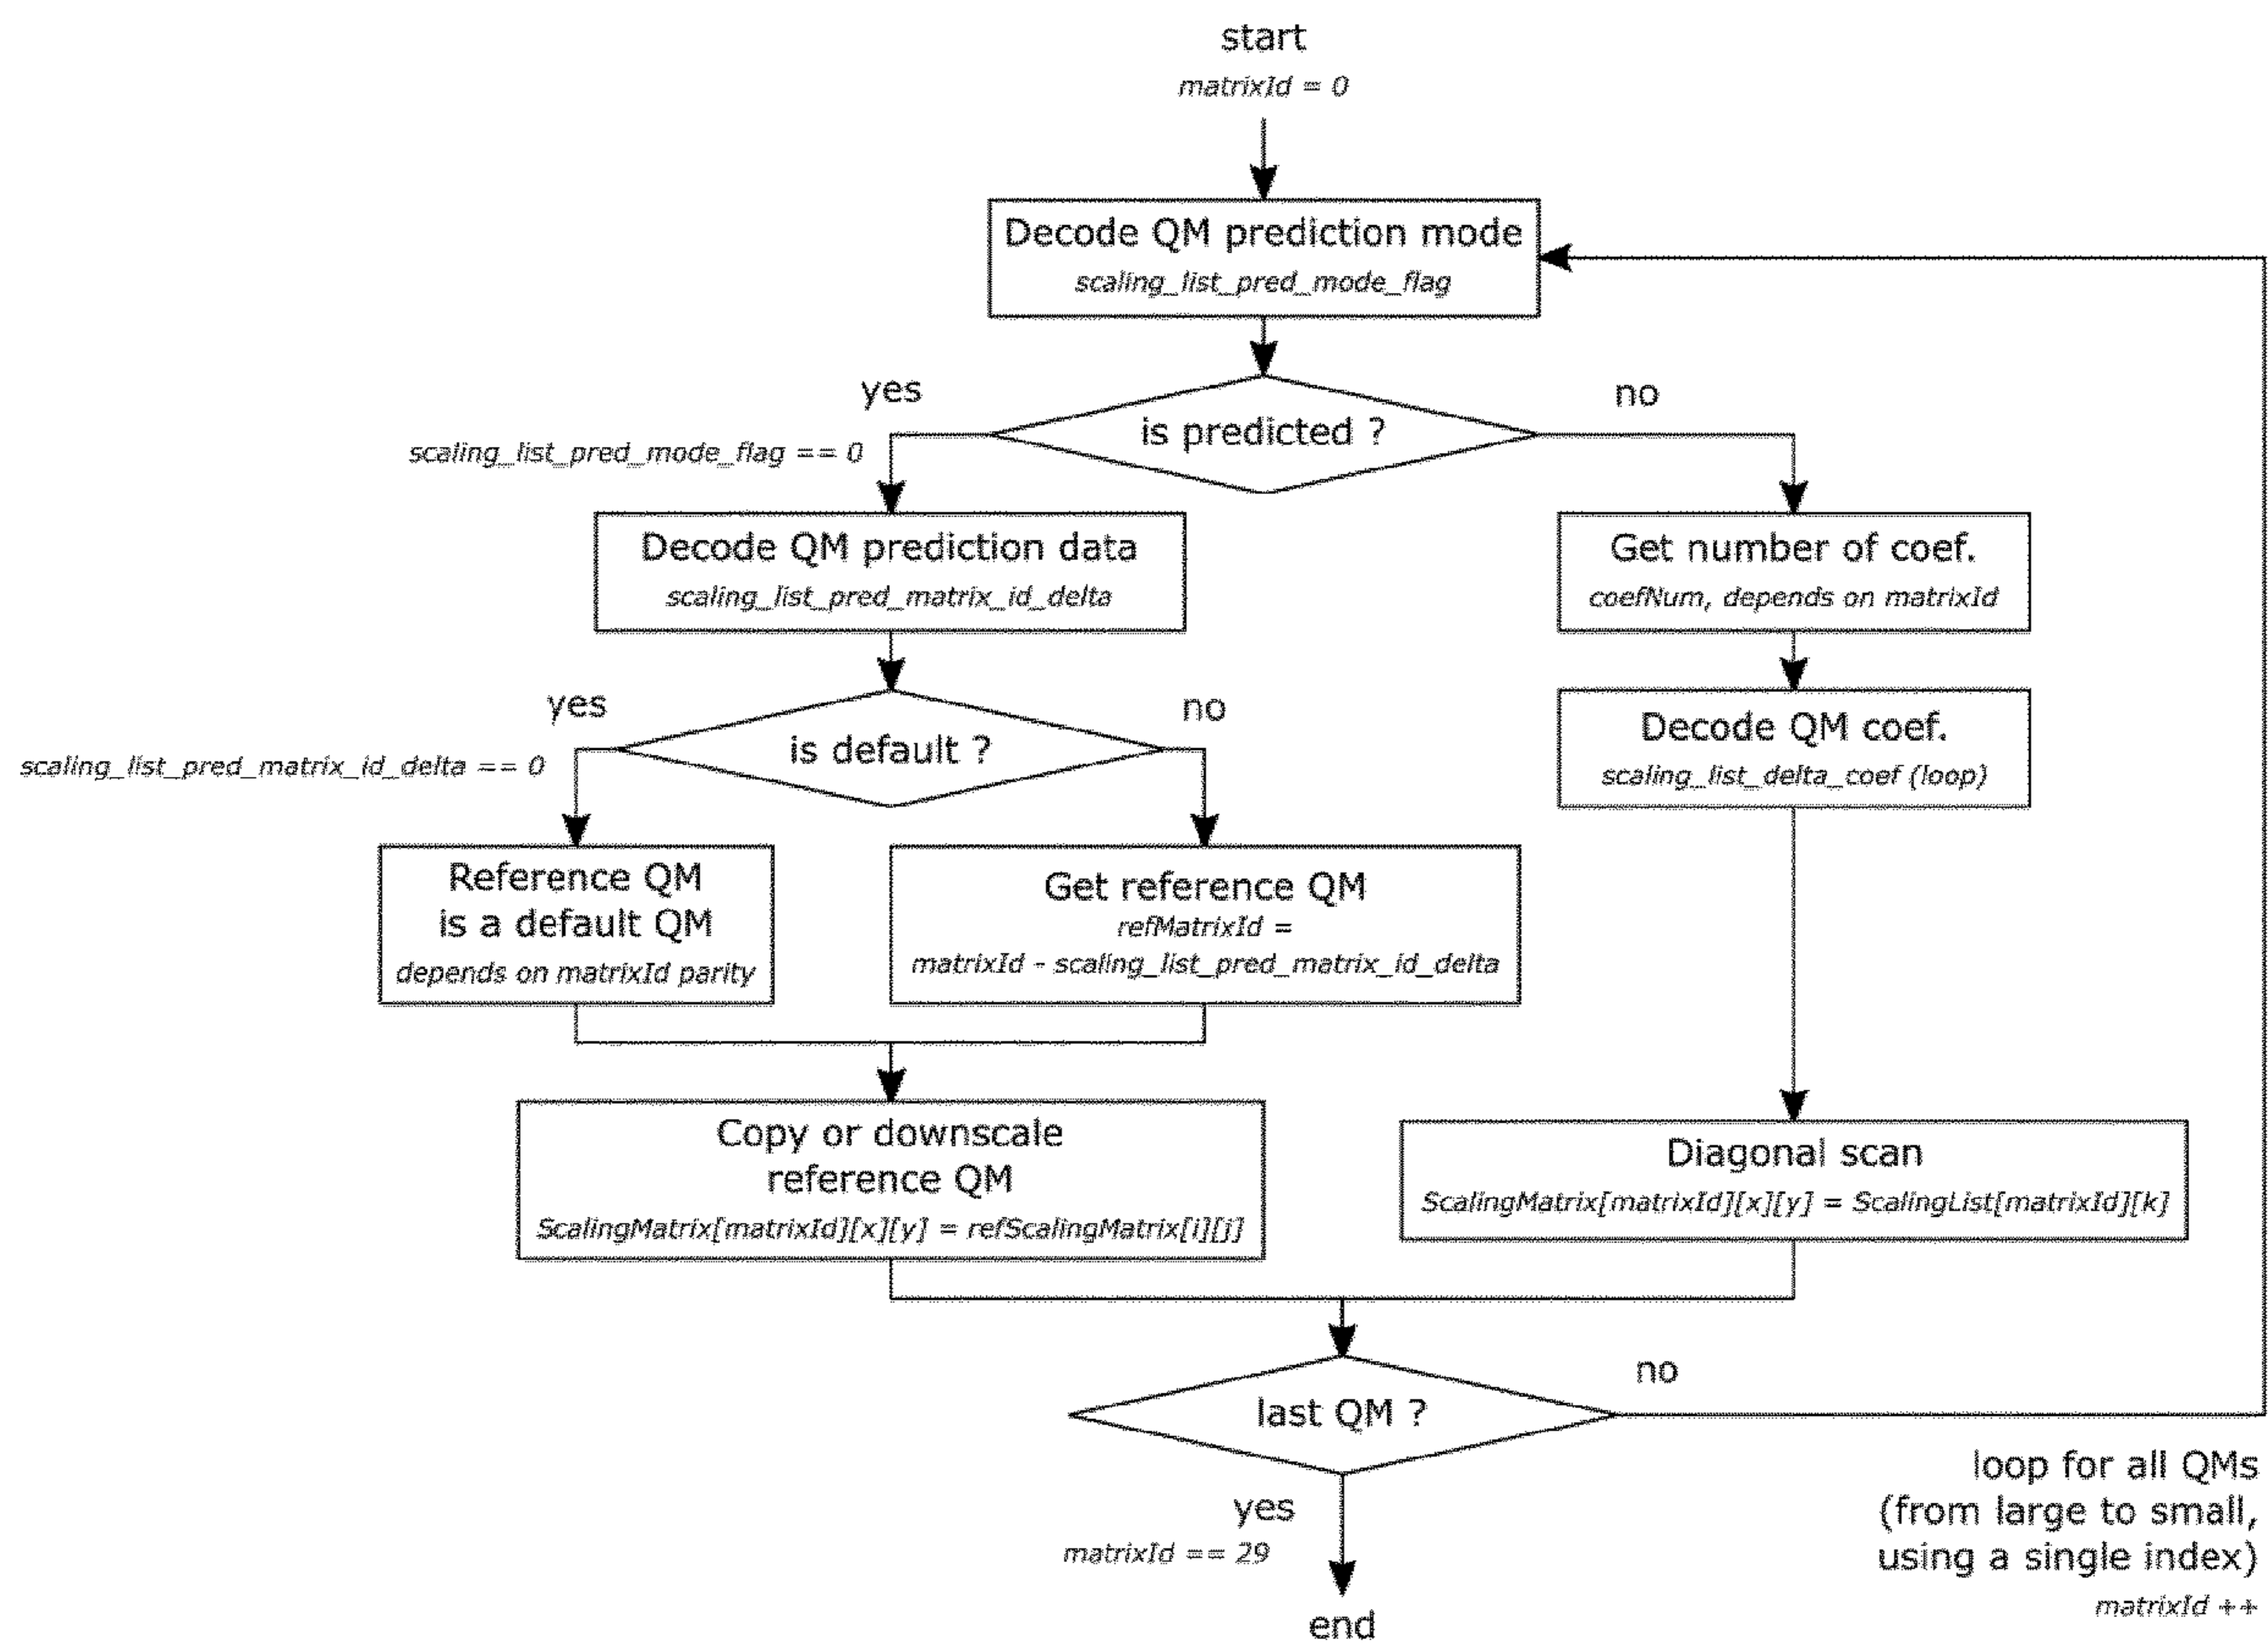 start
matrixId = 0
Decode QM prediction mode
scaling_list_pred_mode_flag
yes
no
is predicted ?
scaling_list_pred_mode_flag == 0
Decode QM prediction data
scaling_list_pred_matrix_id_delta
Get number of coef.
coefNum, depends on matrixId
yes
no
is default ?
scaling_list_pred_matrix_id_delta == 0
Decode QM coef.
scaling_list_delta_coef (loop)
Reference QM
is a default QM
depends on matrixId parity
Get reference QM
refMatrixId =
matrixId - scaling_list_pred_matrix_id_delta
Copy or downscale
reference QM
ScalingMatrix[matrixId][x][y] = refScalingMatrix[i][j]
Diagonal scan
ScalingMatrix[matrixId][x][y] = ScalingList[matrixId][k]
no
last QM ?
yes
matrixId == 29
end
loop for all QMs
(from large to small,
using a single index)
matrixId ++